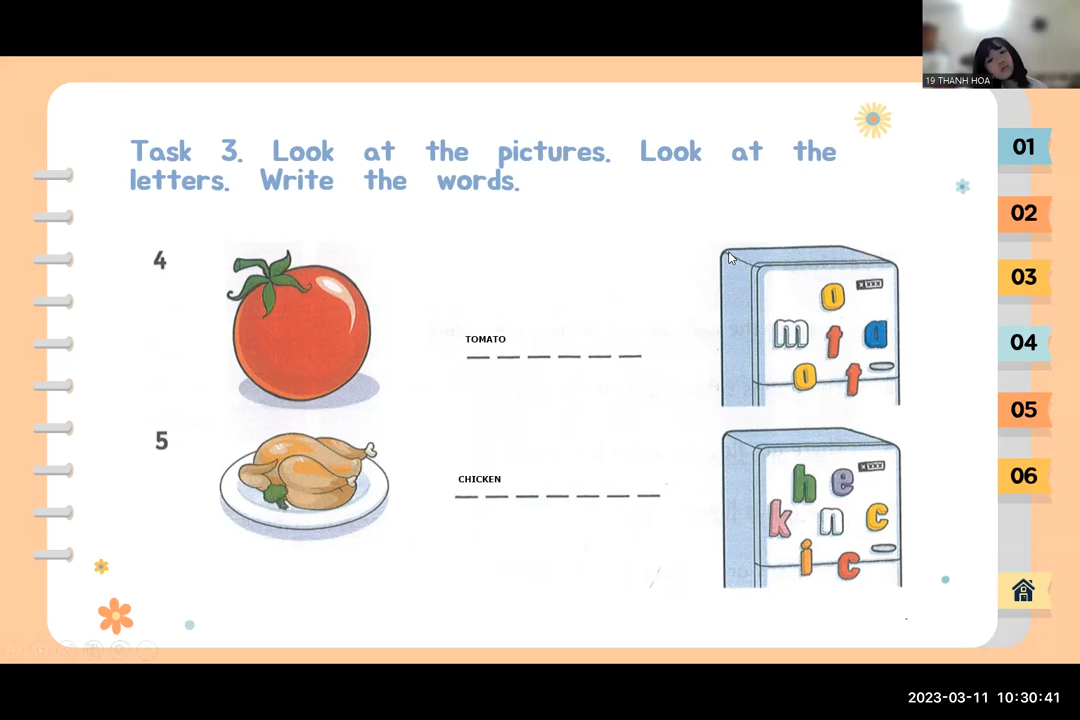 19 THANH HOA
Task 3. Look at the pictures. Look at the
letters. Write the words.
01
02
03
04
05
06
4
TOMATO
o
m t a
o t
5
CHICKEN
h e
k n c
i c
2023-03-11 10:30:41